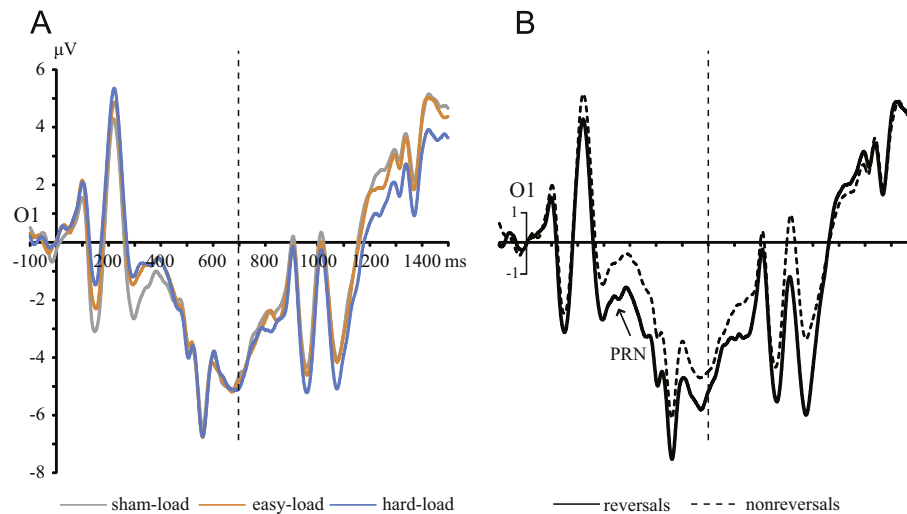 A
B
μV
6
4
2
O1
-100 200 400 600 800 1000 1200 1400 ms
-2
-4
-6
-8
O1
1
-1
PRN
sham-load easy-load hard-load
reversals nonreversals